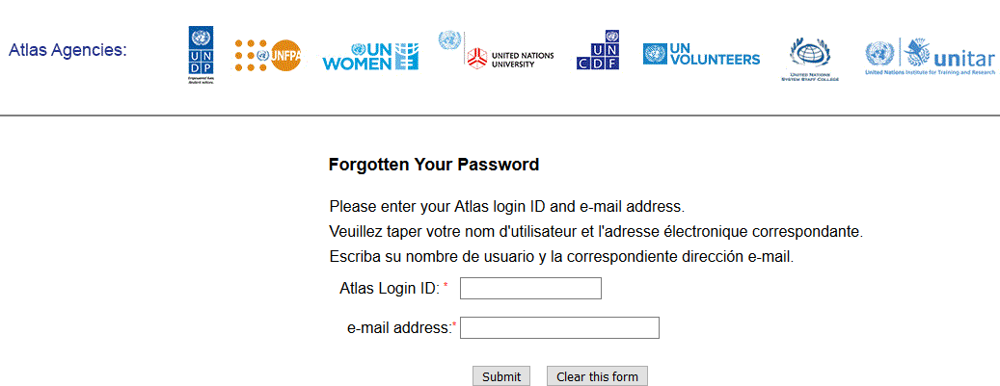 Atlas Agencies:
UN
DP
Empowered lives.
Resilient nations.
UNFPA
UN
WOMEN
UNITED NATIONS
UNIVERSITY
UN
CDF
UN
VOLUNTEERS
UNITED NATIONS
SYSTEM STAFF COLLEGE
unitar
United Nations Institute for Training and Research
Forgotten Your Password
Please enter your Atlas login ID and e-mail address.
Veuillez taper votre nom d'utilisateur et l'adresse électronique correspondante.
Escriba su nombre de usuario y la correspondiente dirección e-mail.
Atlas Login ID: *
e-mail address:*
Submit Clear this form